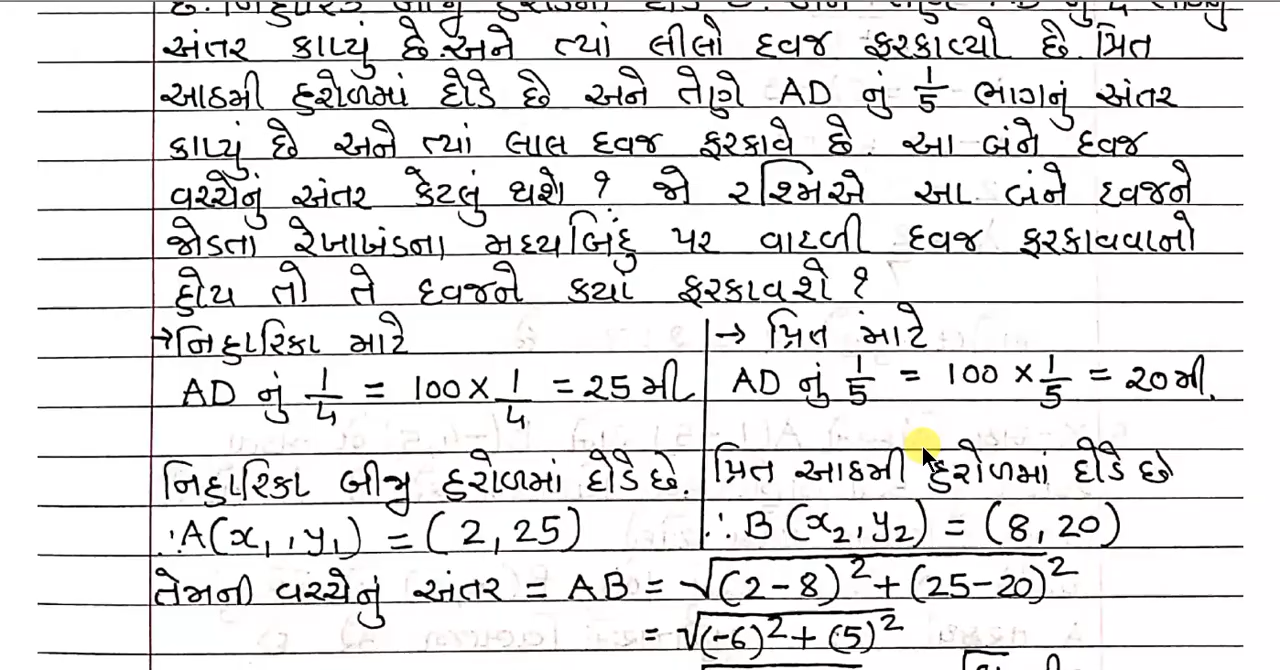 અંતર કાપ્યું છે. અને ત્યાં લીલો ધ્વજ ફરકાવ્યો છે. પ્રિત
આઠમી હરોળમાં દોડે છે અને તેણે AD નું 1/5 ભાગનું અંતર
કાપ્યું છે અને ત્યાં લાલ ધ્વજ ફરકાવે છે. આ બંને ધ્વજ
વચ્ચેનું અંતર કેટલું થશે ? જો રશ્મિએ આ બંને ધ્વજને
જોડતા રેખાખંડના મધ્યબિંદુ પર વાદળી ધ્વજ ફરકાવવાનો
હોય તો તે ધ્વજને કયાં ફરકાવશે ?
→ નિહારિકા માટે
AD નું 1/4 = 100 × 1/4 = 25 મી
નિહારિકા બીજી હરોળમાં દોડે છે.
∴ A(x₁, y₁) = (2, 25)
→ પ્રિત માટે
AD નું 1/5 = 100 × 1/5 = 20 મી.
પ્રિત આઠમી હરોળમાં દોડે છે
∴ B(x₂, y₂) = (8, 20)
તેમની વચ્ચેનું અંતર = AB = √(2-8)² + (25-20)²
= √(-6)² + (5)²